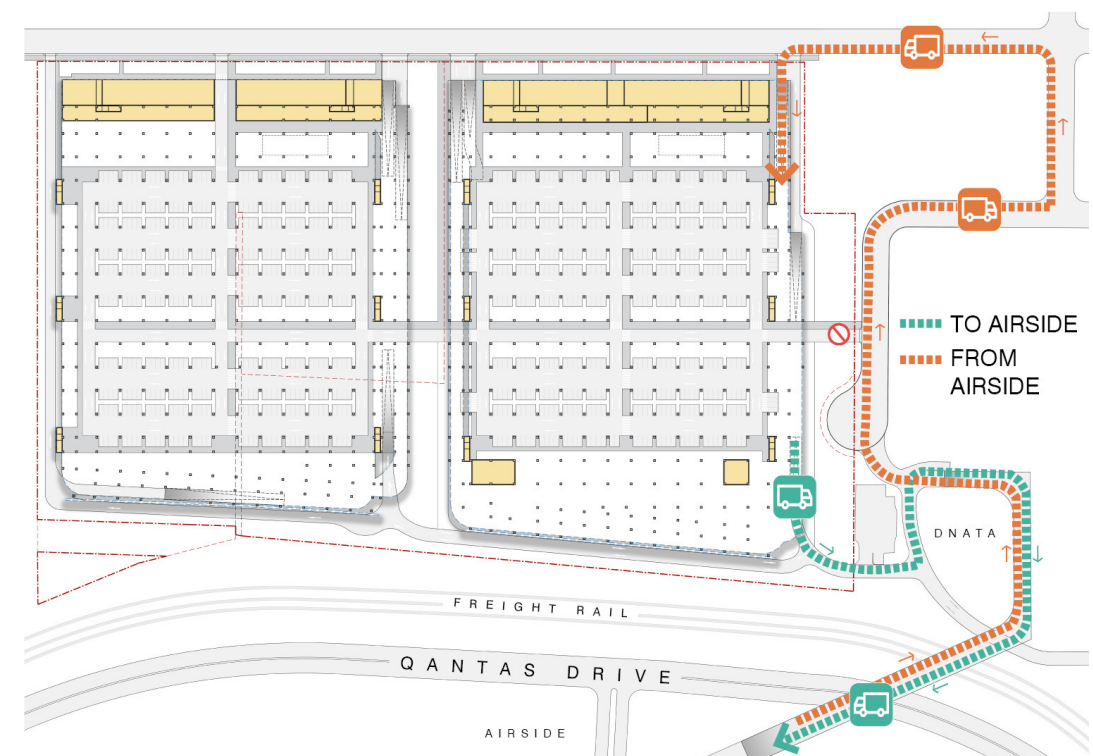 TO AIRSIDE
FROM
AIRSIDE
DNATA
FREIGHT RAIL
QANTAS DRIVE
AIRSIDE